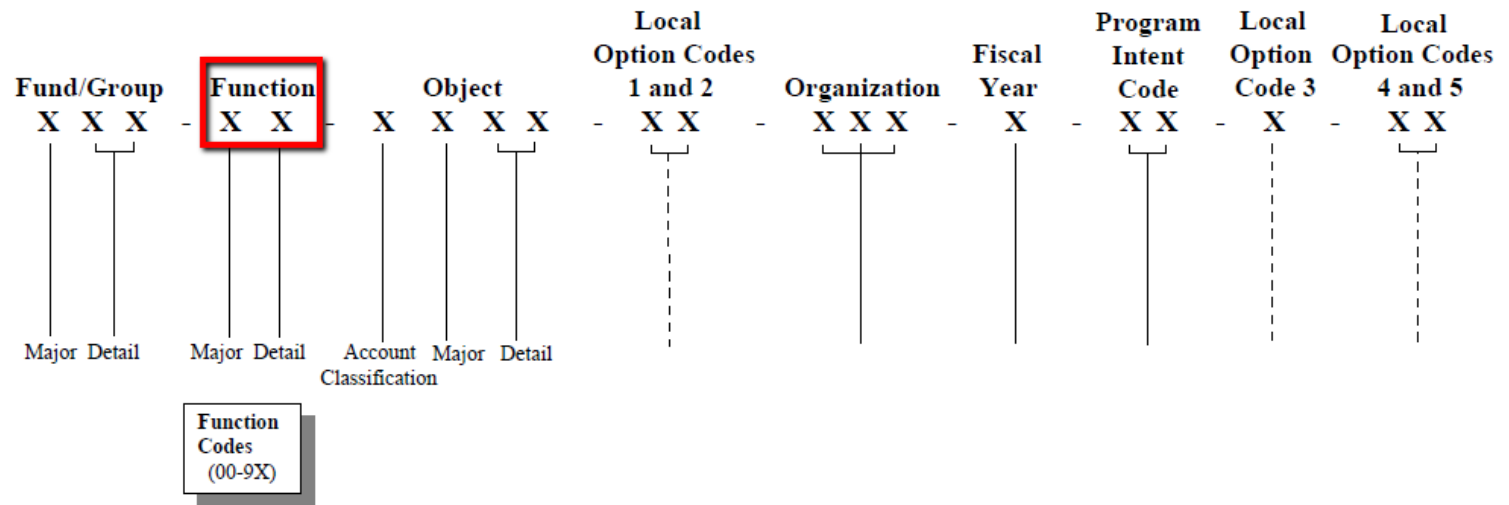 Fund/Group
X X X
-
Function
X X
-
Object
X X X X
-
Local
Option Codes
1 and 2
X X
-
Organization
X X X
-
Fiscal
Year
X
-
Program
Intent
Code
X X
-
Local
Option
Code 3
X
-
Local
Option Codes
4 and 5
X X
Major Detail
Major Detail
Account
Classification
Major Detail
Function
Codes
(00-9X)